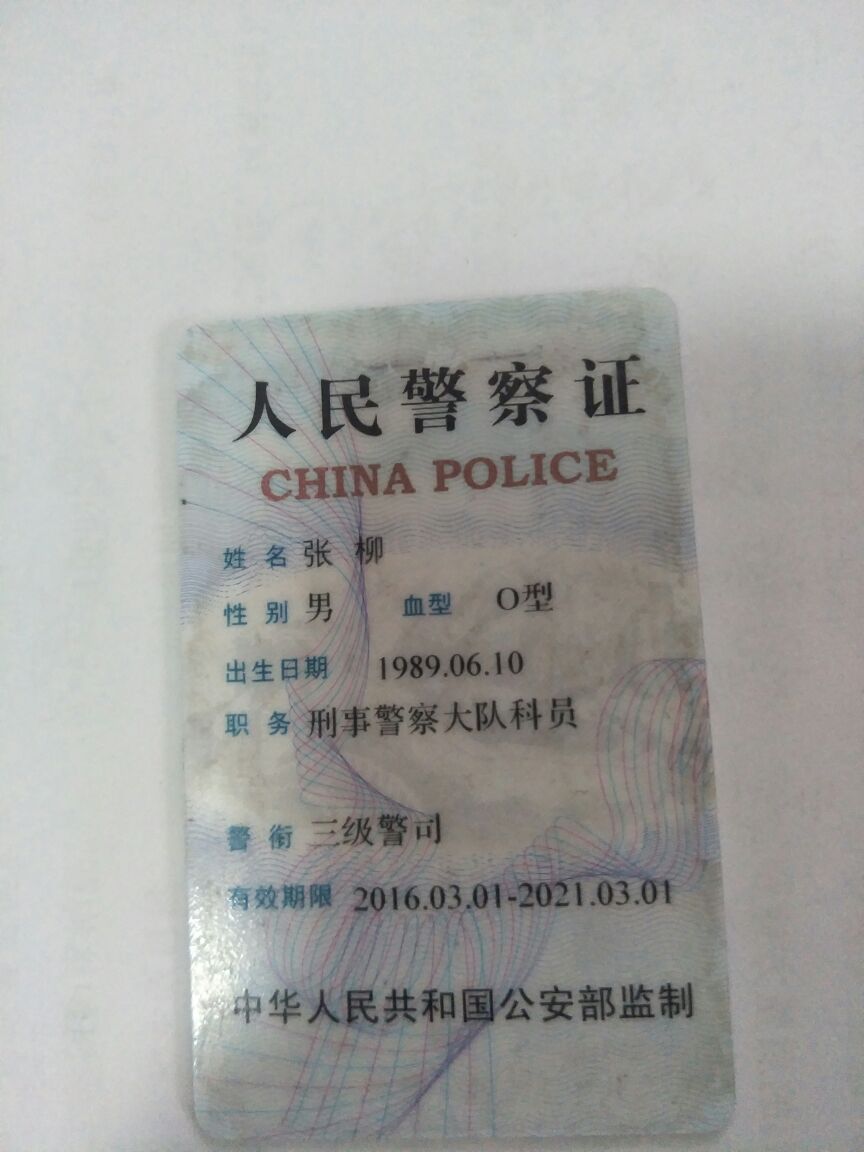 人民警察证
CHINA POLICE
姓 名 张 柳
性 别 男 血型 O型
出生日期 1989.06.10
职 务 刑事警察大队科员
警 衔 三级警司
有效期限 2016.03.01-2021.03.01
中华人民共和国公安部监制